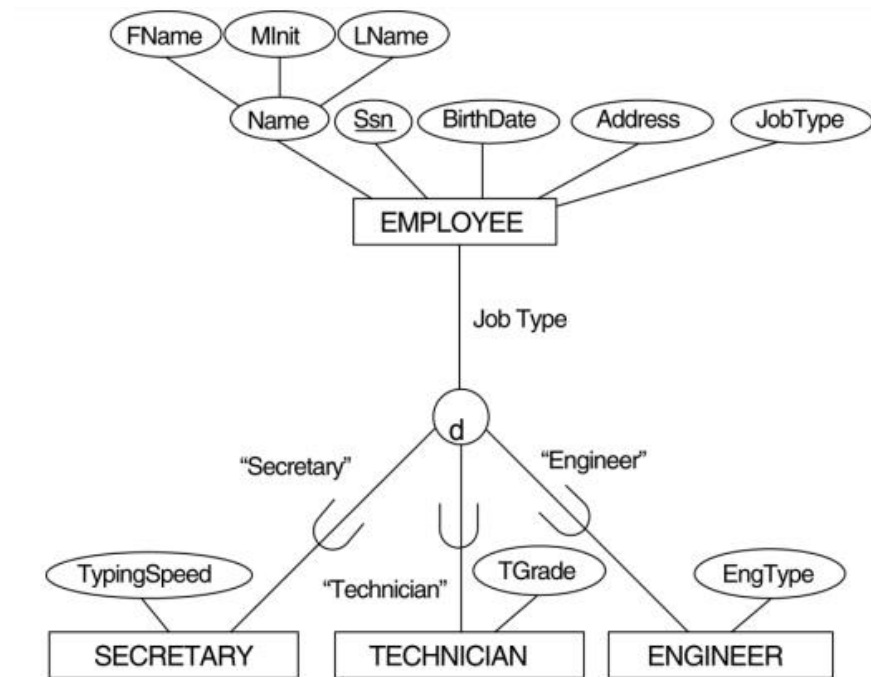 FName MInit LName
Name Ssn BirthDate Address JobType
EMPLOYEE
Job Type
d
“Secretary” “Engineer”
TypingSpeed “Technician” TGrade EngType
SECRETARY TECHNICIAN ENGINEER